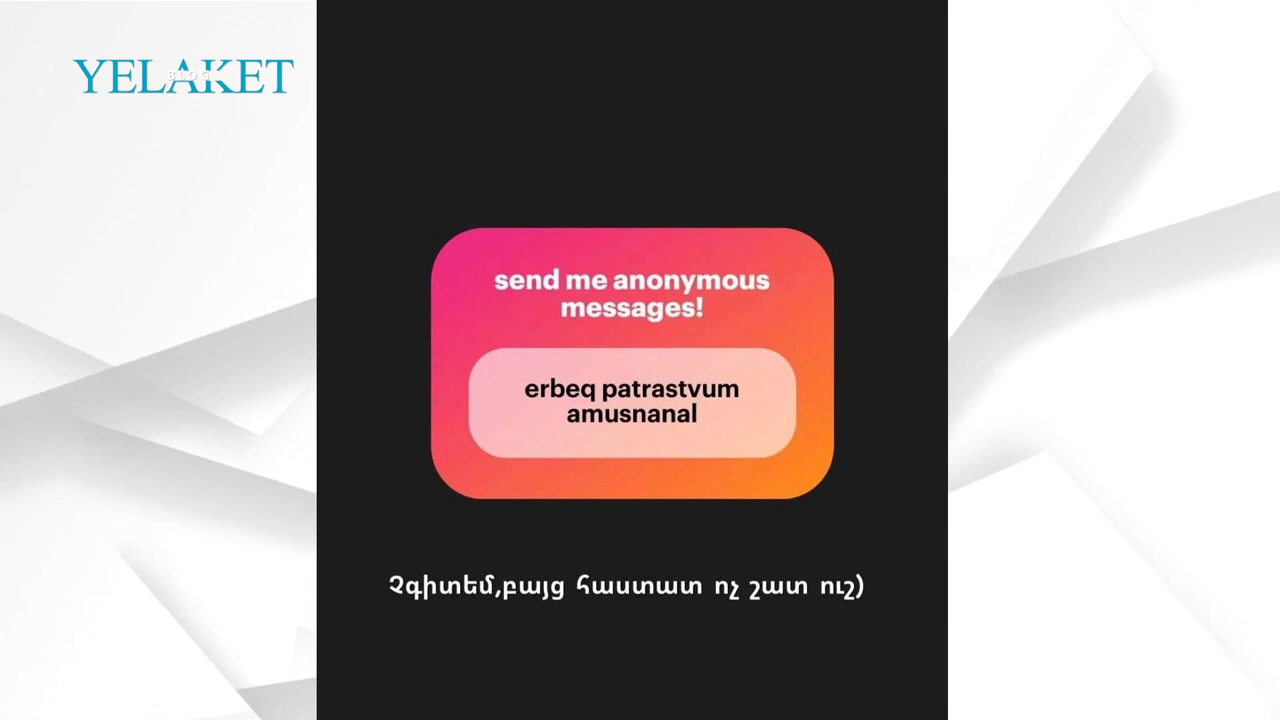 YELAKET
BLOG
send me anonymous
messages!
erbeq patrastvum
amusnanal
Չգիտեմ,բայց հաստատ ոչ շատ ուշ)